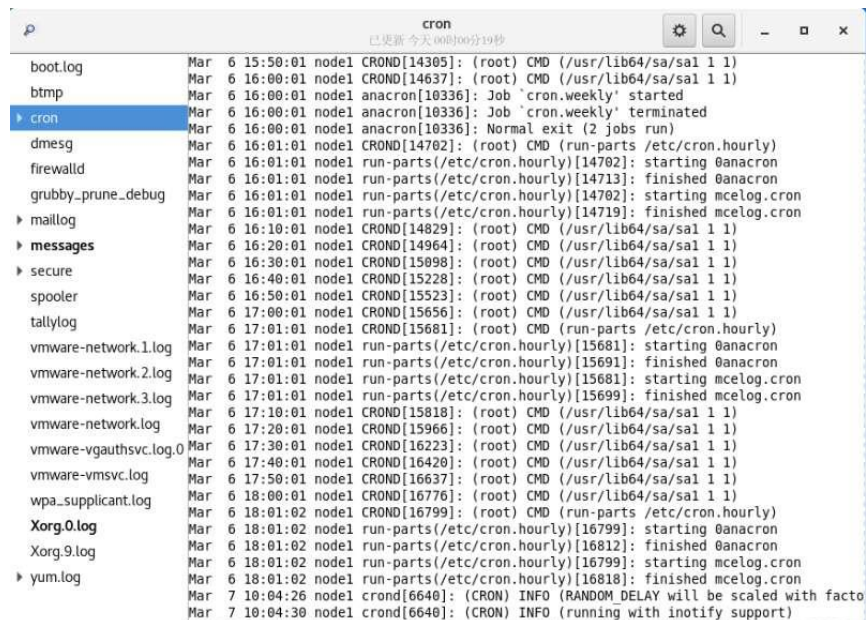 cron
已更新 今天 00时00分19秒
boot.log
btmp
cron
dmesg
firewalld
grubby_prune_debug
maillog
messages
secure
spooler
tallylog
vmware-network.1.log
vmware-network.2.log
vmware-network.3.log
vmware-network.log
vmware-vgauthsvc.log.0
vmware-vmsvc.log
wpa_supplicant.log
Xorg.0.log
Xorg.9.log
yum.log
Mar  6 15:50:01 node1 CROND[14305]: (root) CMD (/usr/lib64/sa/sa1 1 1)
Mar  6 16:00:01 node1 CROND[14637]: (root) CMD (/usr/lib64/sa/sa1 1 1)
Mar  6 16:00:01 node1 anacron[10336]: Job `cron.weekly' started
Mar  6 16:00:01 node1 anacron[10336]: Job `cron.weekly' terminated
Mar  6 16:00:01 node1 anacron[10336]: Normal exit (2 jobs run)
Mar  6 16:01:01 node1 CROND[14702]: (root) CMD (run-parts /etc/cron.hourly)
Mar  6 16:01:01 node1 run-parts(/etc/cron.hourly)[14702]: starting 0anacron
Mar  6 16:01:01 node1 run-parts(/etc/cron.hourly)[14713]: finished 0anacron
Mar  6 16:01:01 node1 run-parts(/etc/cron.hourly)[14702]: starting mcelog.cron
Mar  6 16:01:01 node1 run-parts(/etc/cron.hourly)[14719]: finished mcelog.cron
Mar  6 16:10:01 node1 CROND[14829]: (root) CMD (/usr/lib64/sa/sa1 1 1)
Mar  6 16:20:01 node1 CROND[14964]: (root) CMD (/usr/lib64/sa/sa1 1 1)
Mar  6 16:30:01 node1 CROND[15098]: (root) CMD (/usr/lib64/sa/sa1 1 1)
Mar  6 16:40:01 node1 CROND[15228]: (root) CMD (/usr/lib64/sa/sa1 1 1)
Mar  6 16:50:01 node1 CROND[15523]: (root) CMD (/usr/lib64/sa/sa1 1 1)
Mar  6 17:00:01 node1 CROND[15656]: (root) CMD (/usr/lib64/sa/sa1 1 1)
Mar  6 17:01:01 node1 CROND[15681]: (root) CMD (run-parts /etc/cron.hourly)
Mar  6 17:01:01 node1 run-parts(/etc/cron.hourly)[15681]: starting 0anacron
Mar  6 17:01:01 node1 run-parts(/etc/cron.hourly)[15691]: finished 0anacron
Mar  6 17:01:01 node1 run-parts(/etc/cron.hourly)[15681]: starting mcelog.cron
Mar  6 17:01:01 node1 run-parts(/etc/cron.hourly)[15699]: finished mcelog.cron
Mar  6 17:10:01 node1 CROND[15818]: (root) CMD (/usr/lib64/sa/sa1 1 1)
Mar  6 17:20:01 node1 CROND[15966]: (root) CMD (/usr/lib64/sa/sa1 1 1)
Mar  6 17:30:01 node1 CROND[16223]: (root) CMD (/usr/lib64/sa/sa1 1 1)
Mar  6 17:40:01 node1 CROND[16420]: (root) CMD (/usr/lib64/sa/sa1 1 1)
Mar  6 17:50:01 node1 CROND[16637]: (root) CMD (/usr/lib64/sa/sa1 1 1)
Mar  6 18:00:01 node1 CROND[16776]: (root) CMD (/usr/lib64/sa/sa1 1 1)
Mar  6 18:01:02 node1 CROND[16799]: (root) CMD (run-parts /etc/cron.hourly)
Mar  6 18:01:02 node1 run-parts(/etc/cron.hourly)[16799]: starting 0anacron
Mar  6 18:01:02 node1 run-parts(/etc/cron.hourly)[16812]: finished 0anacron
Mar  6 18:01:02 node1 run-parts(/etc/cron.hourly)[16799]: starting mcelog.cron
Mar  6 18:01:02 node1 run-parts(/etc/cron.hourly)[16818]: finished mcelog.cron
Mar  7 10:04:26 node1 crond[6640]: (CRON) INFO (RANDOM_DELAY will be scaled with facto
Mar  7 10:04:30 node1 crond[6640]: (CRON) INFO (running with inotify support)